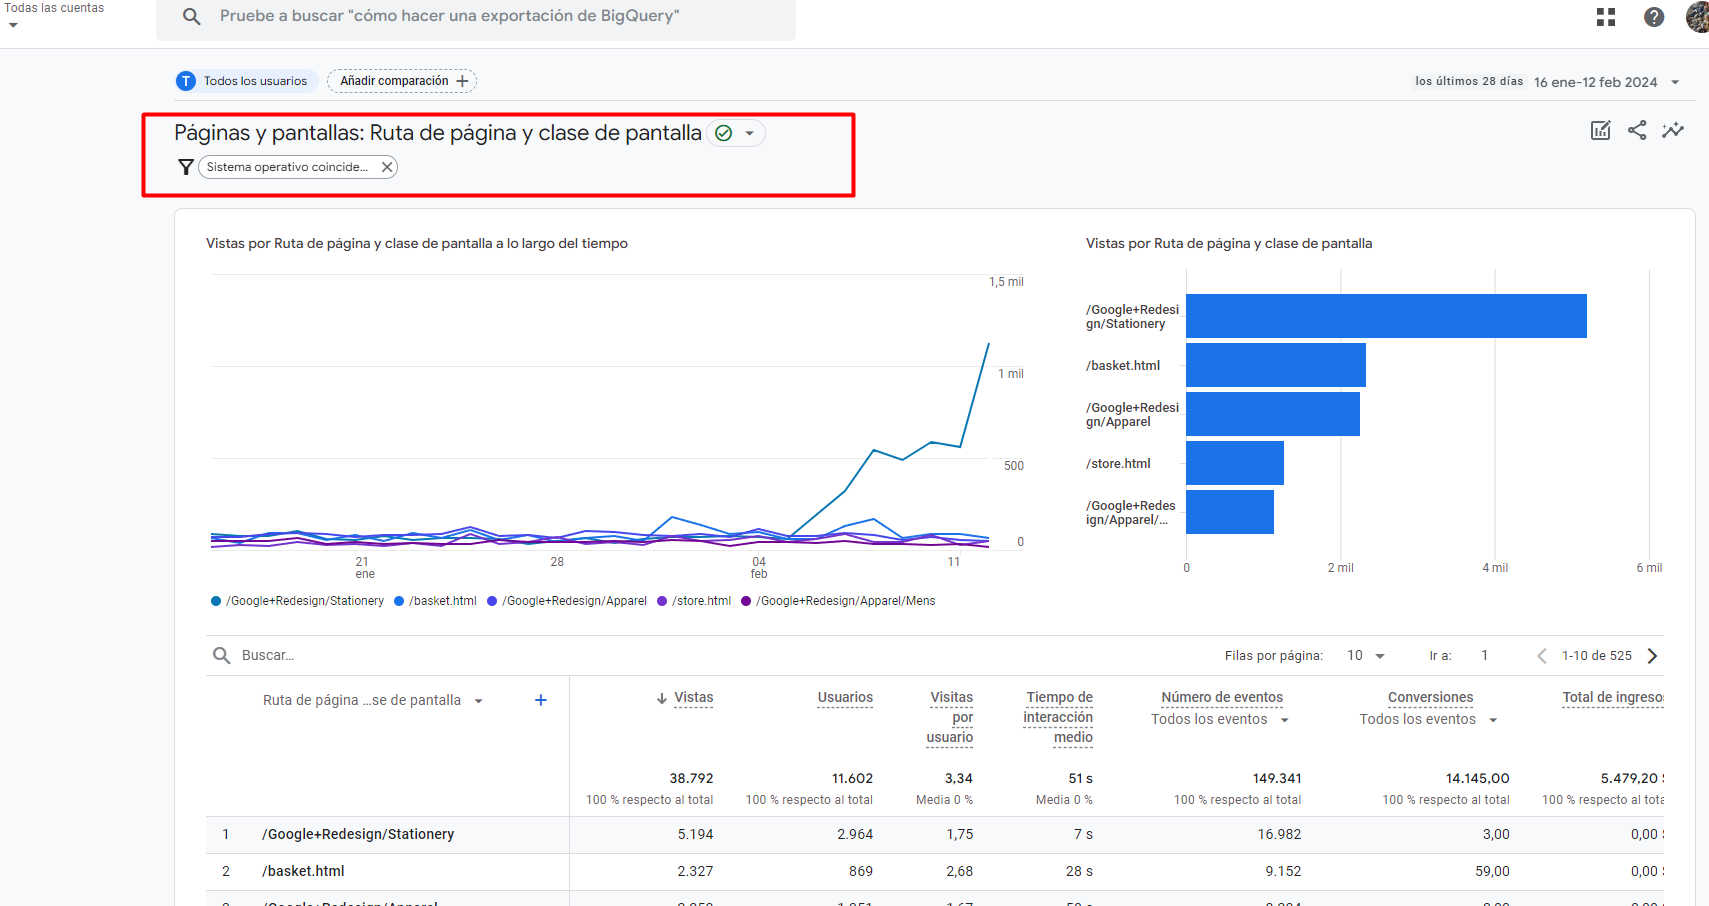 Todas las cuentas
Pruebe a buscar "cómo hacer una exportación de BigQuery"
T Todos los usuarios
Añadir comparación
los últimos 28 días 16 ene-12 feb 2024
Páginas y pantallas: Ruta de página y clase de pantalla
Sistema operativo coincide...
Vistas por Ruta de página y clase de pantalla a lo largo del tiempo
1,5 mil
1 mil
500
0
21
ene
28
04
feb
11
/Google+Redesign/Stationery /basket.html /Google+Redesign/Apparel /store.html /Google+Redesign/Apparel/Mens
Vistas por Ruta de página y clase de pantalla
/Google+Redesi
gn/Stationery
/basket.html
/Google+Redesi
gn/Apparel
/store.html
/Google+Redes
ign/Apparel/...
0 2 mil 4 mil 6 mil
Buscar...
Filas por página: 10 Ir a: 1 1-10 de 525
Ruta de página ...se de pantalla +
Vistas
Usuarios
Visitas
por
usuario
Tiempo de
interacción
medio
Número de eventos
Todos los eventos
Conversiones
Todos los eventos
Total de ingresos
38.792 11.602 3,34 51 s 149.341 14.145,00 5.479,20 $
100 % respecto al total 100 % respecto al total Media 0 % Media 0 % 100 % respecto al total 100 % respecto al total 100 % respecto al tota
1 /Google+Redesign/Stationery 5.194 2.964 1,75 7 s 16.982 3,00 0,00 $
2 /basket.html 2.327 869 2,68 28 s 9.152 59,00 0,00 $